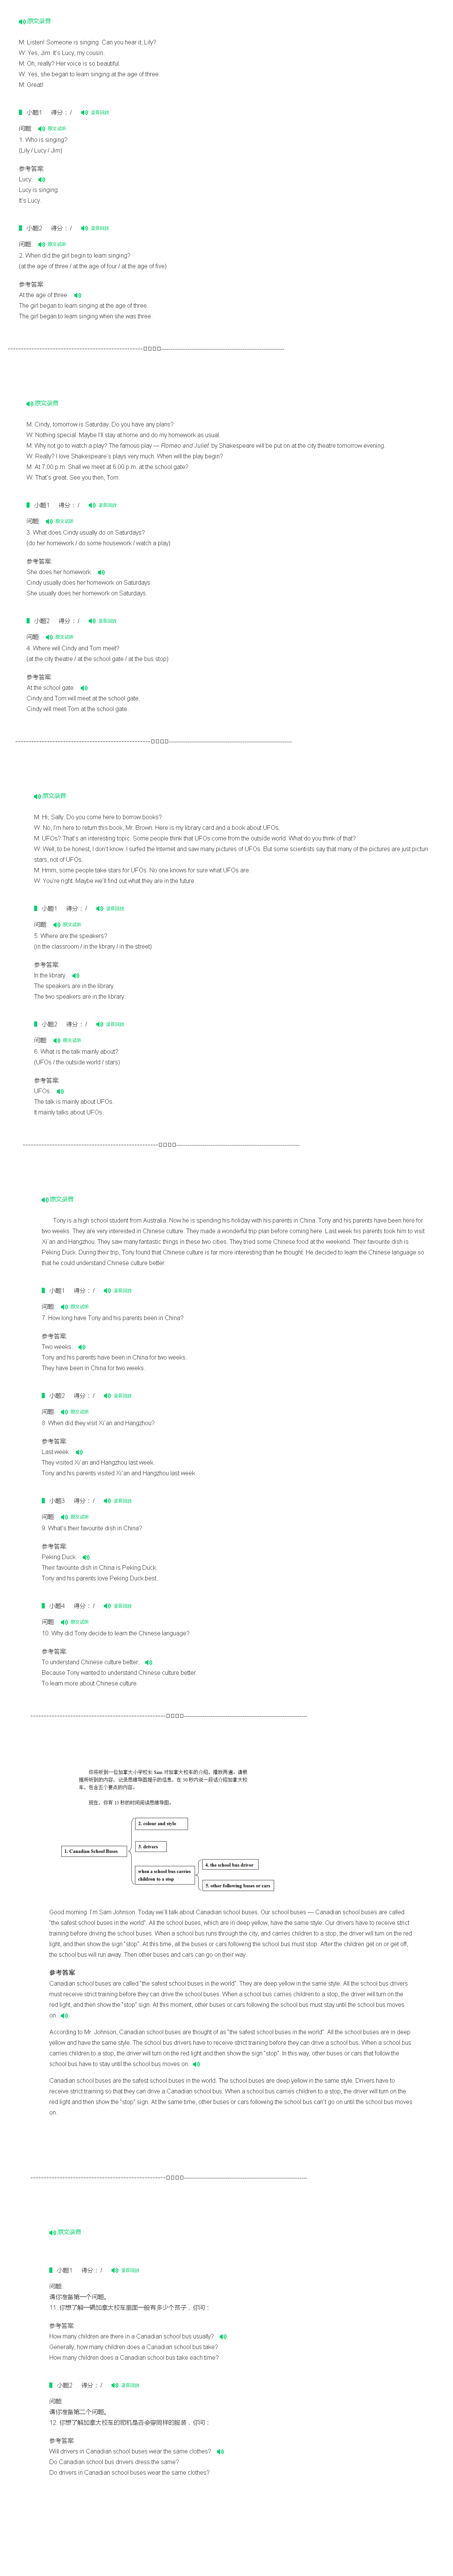 原文录音
M: Listen! Someone is singing. Can you hear it, Lily?
W: Yes, Jim. It's Lucy, my cousin.
M: Oh, really? Her voice is so beautiful.
W: Yes, she began to learn singing at the age of three.
M: Great!
小题1 得分：/ 录音回放
问题: 原文试听
1. Who is singing?
(Lily / Lucy / Jim)
参考答案:
Lucy.
Lucy is singing.
It's Lucy.
小题2 得分：/ 录音回放
问题: 原文试听
2. When did the girl begin to learn singing?
(at the age of three / at the age of four / at the age of five)
参考答案:
At the age of three.
The girl began to learn singing at the age of three.
The girl began to learn singing when she was three.
原文录音
M: Cindy, tomorrow is Saturday. Do you have any plans?
W: Nothing special. Maybe I'll stay at home and do my homework as usual.
M: Why not go to watch a play? The famous play — Romeo and Juliet by Shakespeare will be put on at the city theatre tomorrow evening.
W: Really? I love Shakespeare's plays very much. When will the play begin?
M: At 7:00 p.m. Shall we meet at 6:00 p.m. at the school gate?
W: That's great. See you then, Tom.
小题1 得分：/ 录音回放
问题: 原文试听
3. What does Cindy usually do on Saturdays?
(do her homework / do some housework / watch a play)
参考答案:
She does her homework.
Cindy usually does her homework on Saturdays.
She usually does her homework on Saturdays.
小题2 得分：/ 录音回放
问题: 原文试听
4. Where will Cindy and Tom meet?
(at the city theatre / at the school gate / at the bus stop)
参考答案:
At the school gate.
Cindy and Tom will meet at the school gate.
Cindy will meet Tom at the school gate.
原文录音
M: Hi, Sally. Do you come here to borrow books?
W: No, I'm here to return this book, Mr. Brown. Here is my library card and a book about UFOs.
M: UFOs? That's an interesting topic. Some people think that UFOs come from the outside world. What do you think of that?
W: Well, to be honest, I don't know. I surfed the Internet and saw many pictures of UFOs. But some scientists say that many of the pictures are just pictures of
stars, not of UFOs.
M: Hmm, some people take stars for UFOs. No one knows for sure what UFOs are.
W: You're right. Maybe we'll find out what they are in the future.
小题1 得分：/ 录音回放
问题: 原文试听
5. Where are the speakers?
(in the classroom / in the library / in the street)
参考答案:
In the library.
The speakers are in the library.
The two speakers are in the library.
小题2 得分：/ 录音回放
问题: 原文试听
6. What is the talk mainly about?
(UFOs / the outside world / stars)
参考答案:
UFOs.
The talk is mainly about UFOs.
It mainly talks about UFOs.
原文录音
Tony is a high school student from Australia. Now he is spending his holiday with his parents in China. Tony and his parents have been here for
two weeks. They are very interested in Chinese culture. They made a wonderful trip plan before coming here. Last week his parents took him to visit
Xi'an and Hangzhou. They saw many fantastic things in these two cities. They tried some Chinese food at the weekend. Their favourite dish is
Peking Duck. During their trip, Tony found that Chinese culture is far more interesting than he thought. He decided to learn the Chinese language so
that he could understand Chinese culture better.
小题1 得分：/ 录音回放
问题: 原文试听
7. How long have Tony and his parents been in China?
参考答案:
Two weeks.
Tony and his parents have been in China for two weeks.
They have been in China for two weeks.
小题2 得分：/ 录音回放
问题: 原文试听
8. When did they visit Xi'an and Hangzhou?
参考答案:
Last week.
They visited Xi'an and Hangzhou last week.
Tony and his parents visited Xi'an and Hangzhou last week.
小题3 得分：/ 录音回放
问题: 原文试听
9. What's their favourite dish in China?
参考答案:
Peking Duck.
Their favourite dish in China is Peking Duck.
Tony and his parents love Peking Duck best.
小题4 得分：/ 录音回放
问题: 原文试听
10. Why did Tony decide to learn the Chinese language?
参考答案:
To understand Chinese culture better.
Because Tony wanted to understand Chinese culture better.
To learn more about Chinese culture.
你将听到一位加拿大小学校长 Sam 对加拿大校车的介绍，播放两遍。请根
据所听到的内容，记录思维导图提示的信息，在 50 秒内说一段话介绍加拿大校
车，包含五个要点的内容。
现在，你有 15 秒的时间阅读思维导图。
1. Canadian School Buses
2. colour and style
3. drivers
when a school bus carries
children to a stop
4. the school bus driver
5. other following buses or cars
Good morning. I'm Sam Johnson. Today we'll talk about Canadian school buses. Our school buses — Canadian school buses are called
"the safest school buses in the world". All the school buses, which are in deep yellow, have the same style. Our drivers have to receive strict
training before driving the school buses. When a school bus runs through the city, and carries children to a stop, the driver will turn on the red
light, and then show the sign "stop". At this time, all the buses or cars following the school bus must stop. After the children get on or get off,
the school bus will run away. Then other buses and cars can go on their way.
参考答案
Canadian school buses are called "the safest school buses in the world". They are deep yellow in the same style. All the school bus drivers
must receive strict training before they can drive the school buses. When a school bus carries children to a stop, the driver will turn on the
red light, and then show the "stop" sign. At this moment, other buses or cars following the school bus must stay until the school bus moves
on.
According to Mr. Johnson, Canadian school buses are thought of as "the safest school buses in the world". All the school buses are in deep
yellow and have the same style. The school bus drivers have to receive strict training before they can drive a school bus. When a school bus
carries children to a stop, the driver will turn on the red light and then show the sign "stop". In this way, other buses or cars that follow the
school bus have to stay until the school bus moves on.
Canadian school buses are the safest school buses in the world. The school buses are deep yellow in the same style. Drivers have to
receive strict training so that they can drive a Canadian school bus. When a school bus carries children to a stop, the driver will turn on the
red light and then show the "stop" sign. At the same time, other buses or cars following the school bus can't go on until the school bus moves
on.
原文录音
小题1 得分：/ 录音回放
问题:
请你准备第一个问题。
11. 你想了解一辆加拿大校车里面一般有多少个孩子，你问：
参考答案:
How many children are there in a Canadian school bus usually?
Generally, how many children does a Canadian school bus take?
How many children does a Canadian school bus take each time?
小题2 得分：/ 录音回放
问题:
请你准备第二个问题。
12. 你想了解加拿大校车的司机是否会穿同样的服装，你问：
参考答案:
Will drivers in Canadian school buses wear the same clothes?
Do Canadian school bus drivers dress the same?
Do drivers in Canadian school buses wear the same clothes?